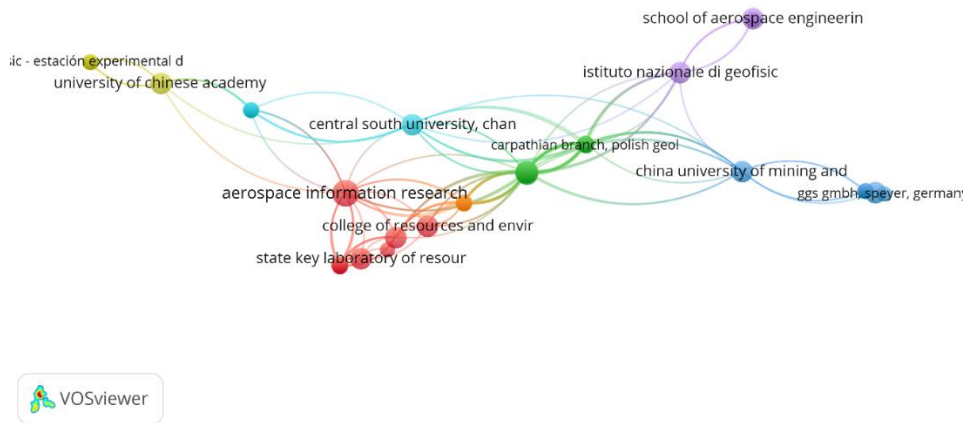 school of aerospace engineerin
sic - estación experimental d
istituto nazionale di geofisic
university of chinese academy
central south university, chan
carpathian branch, polish geol
china university of mining and
aerospace information research
ggs gmbh, speyer, germany
college of resources and envir
state key laboratory of resour
VOSviewer